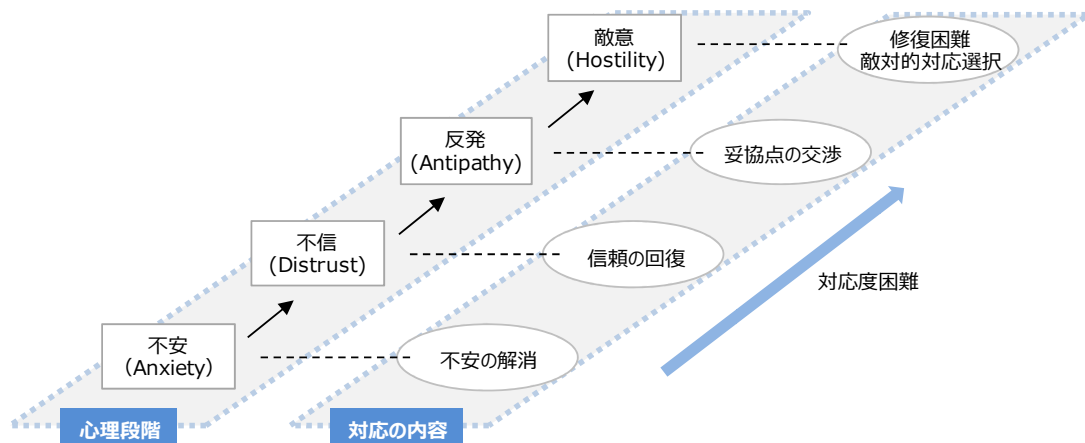 敵意
(Hostility)
修復困難
敵対的対応選択
反発
(Antipathy)
妥協点の交渉
不信
(Distrust)
信頼の回復
対応度困難
不安
(Anxiety)
不安の解消
心理段階
対応の内容